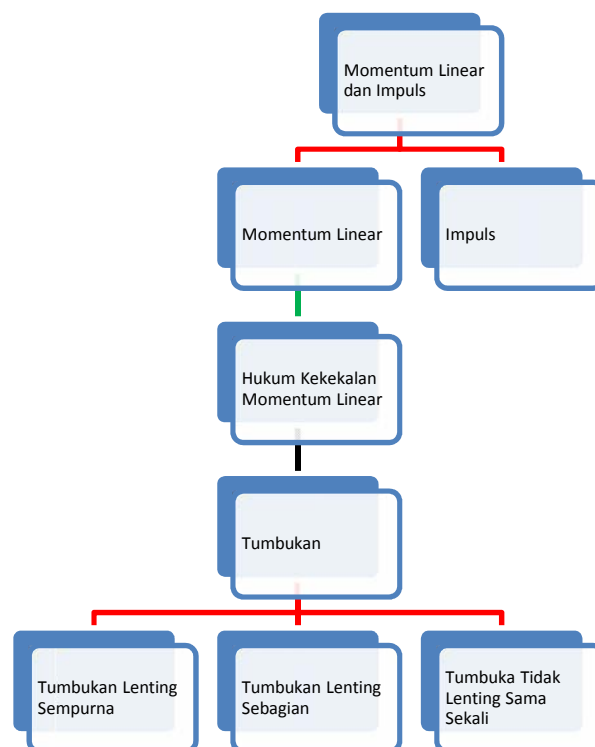 Momentum Linear
dan Impuls
Momentum Linear
Impuls
Hukum Kekekalan
Momentum Linear
Tumbukan
Tumbukan Lenting
Sempurna
Tumbukan Lenting
Sebagian
Tumbuka Tidak
Lenting Sama
Sekali